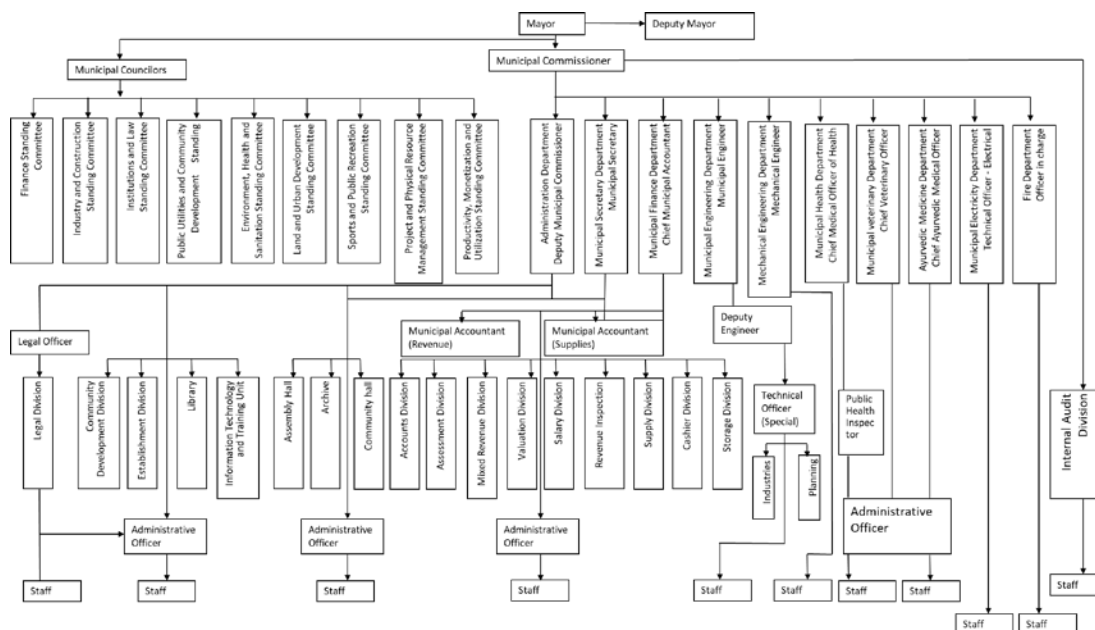 Mayor
Deputy Mayor
Municipal Councilors
Municipal Commissioner
Finance Standing
Committee
Industry and Construction
Standing Committee
Institutions and Law
Standing Committee
Public Utilities and Community
Development Standing
Environment, Health and
Sanitation Standing Committee
Land and Urban Development
Standing Committee
Sports and Public Recreation
Standing Committee
Project and Physical Resource
Management Standing Committee
Productivity, Monetization and
Utilization Standing Committee
Administration Department
Deputy Municipal Commissioner
Municipal Secretary Department
Municipal Secretary
Municipal Finance Department
Chief Municipal Accountant
Municipal Engineering Department
Municipal Engineer
Mechanical Engineering Department
Mechanical Engineer
Municipal Health Department
Chief Medical Officer of Health
Municipal veterinary Department
Chief Veterinary Officer
Ayurvedic Medicine Department
Chief Ayurvedic Medical Officer
Municipal Electricity Department
Technical Officer - Electrical
Fire Department
Officer in charge
Legal Officer
Municipal Accountant
(Revenue)
Municipal Accountant
(Supplies)
Deputy
Engineer
Legal Division
Community
Development Division
Establishment Division
Library
Information Technology
and Training Unit
Assembly Hall
Archive
Community hall
Accounts Division
Assessment Division
Mixed Revenue Division
Valuation Division
Salary Division
Revenue Inspection
Supply Division
Cashier Division
Storage Division
Technical
Officer
(Special)
Public
Health
Inspec
tor
Internal Audit
Division
Industries
Planning
Administrative
Officer
Administrative
Officer
Administrative
Officer
Administrative
Officer
Staff
Staff
Staff
Staff
Staff
Staff
Staff
Staff
Staff
Staff
Staff